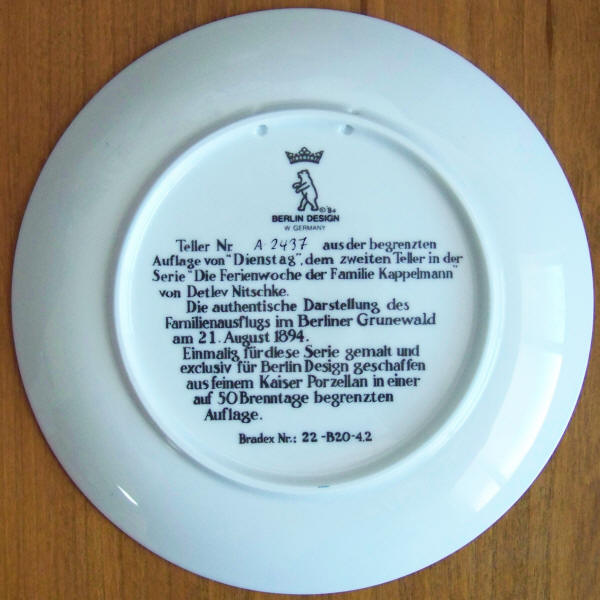 © '84
BERLIN DESIGN
W GERMANY
Teller Nr A 2437 aus der begrenzten
Auflage von "Dienstag", dem zweiten Teller in der
Serie "Die Ferienwoche der Familie Kappelmann"
von Detlev Nitschke.
Die authentische Darstellung des
Familienausflugs im Berliner Grunewald
am 21. August 1894.
Einmalig für diese Serie gemalt und
exclusiv für Berlin Design geschaffen
aus feinem Kaiser Porzellan in einer
auf 50 Brenntage begrenzten
Auflage.
Bradex Nr.: 22-B20-4.2